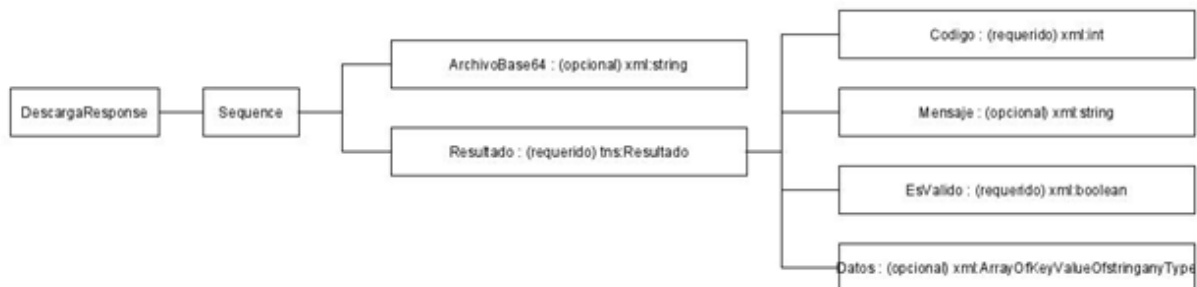 DescargaResponse
Sequence
ArchivoBase64 : (opcional) xml:string
Resultado : (requerido) tns:Resultado
Codigo : (requerido) xml:int
Mensaje : (opcional) xml:string
EsValido : (requerido) xml:boolean
Datos : (opcional) xml:ArrayOfKeyValueOfstringanyType